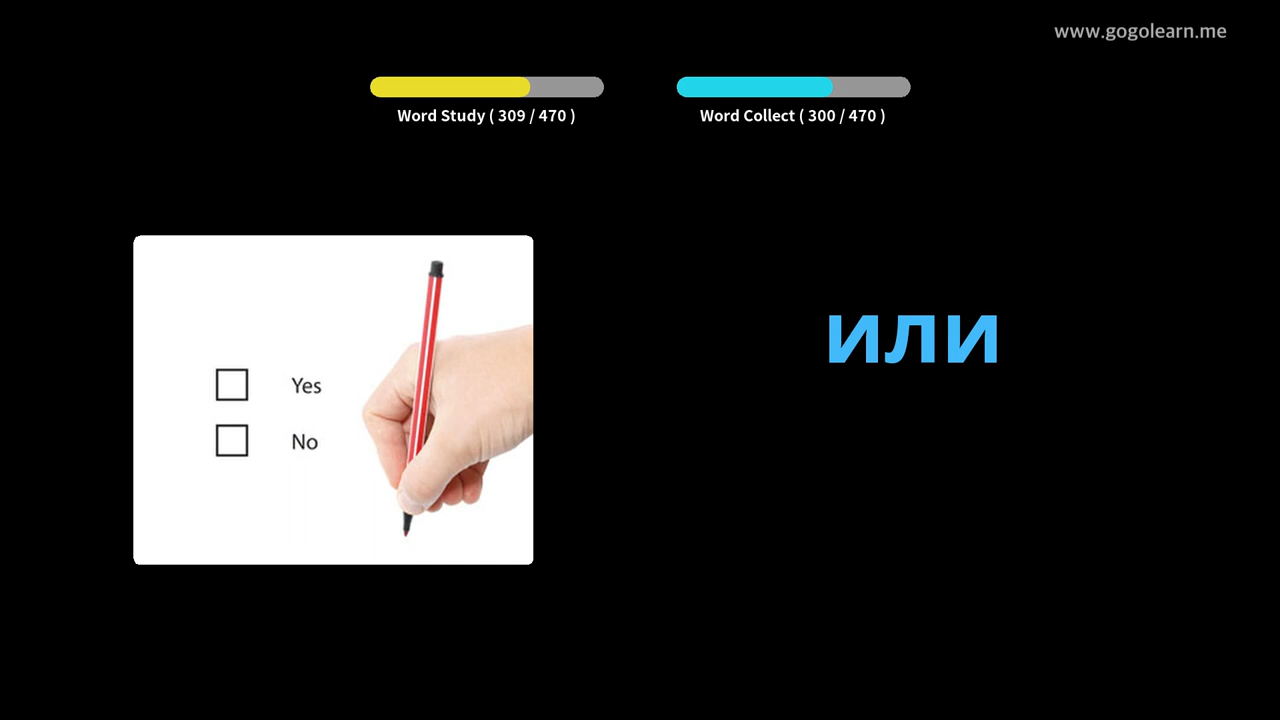 www.gogolearn.me
Word Study ( 309 / 470 )
Word Collect ( 300 / 470 )
Yes
No
или